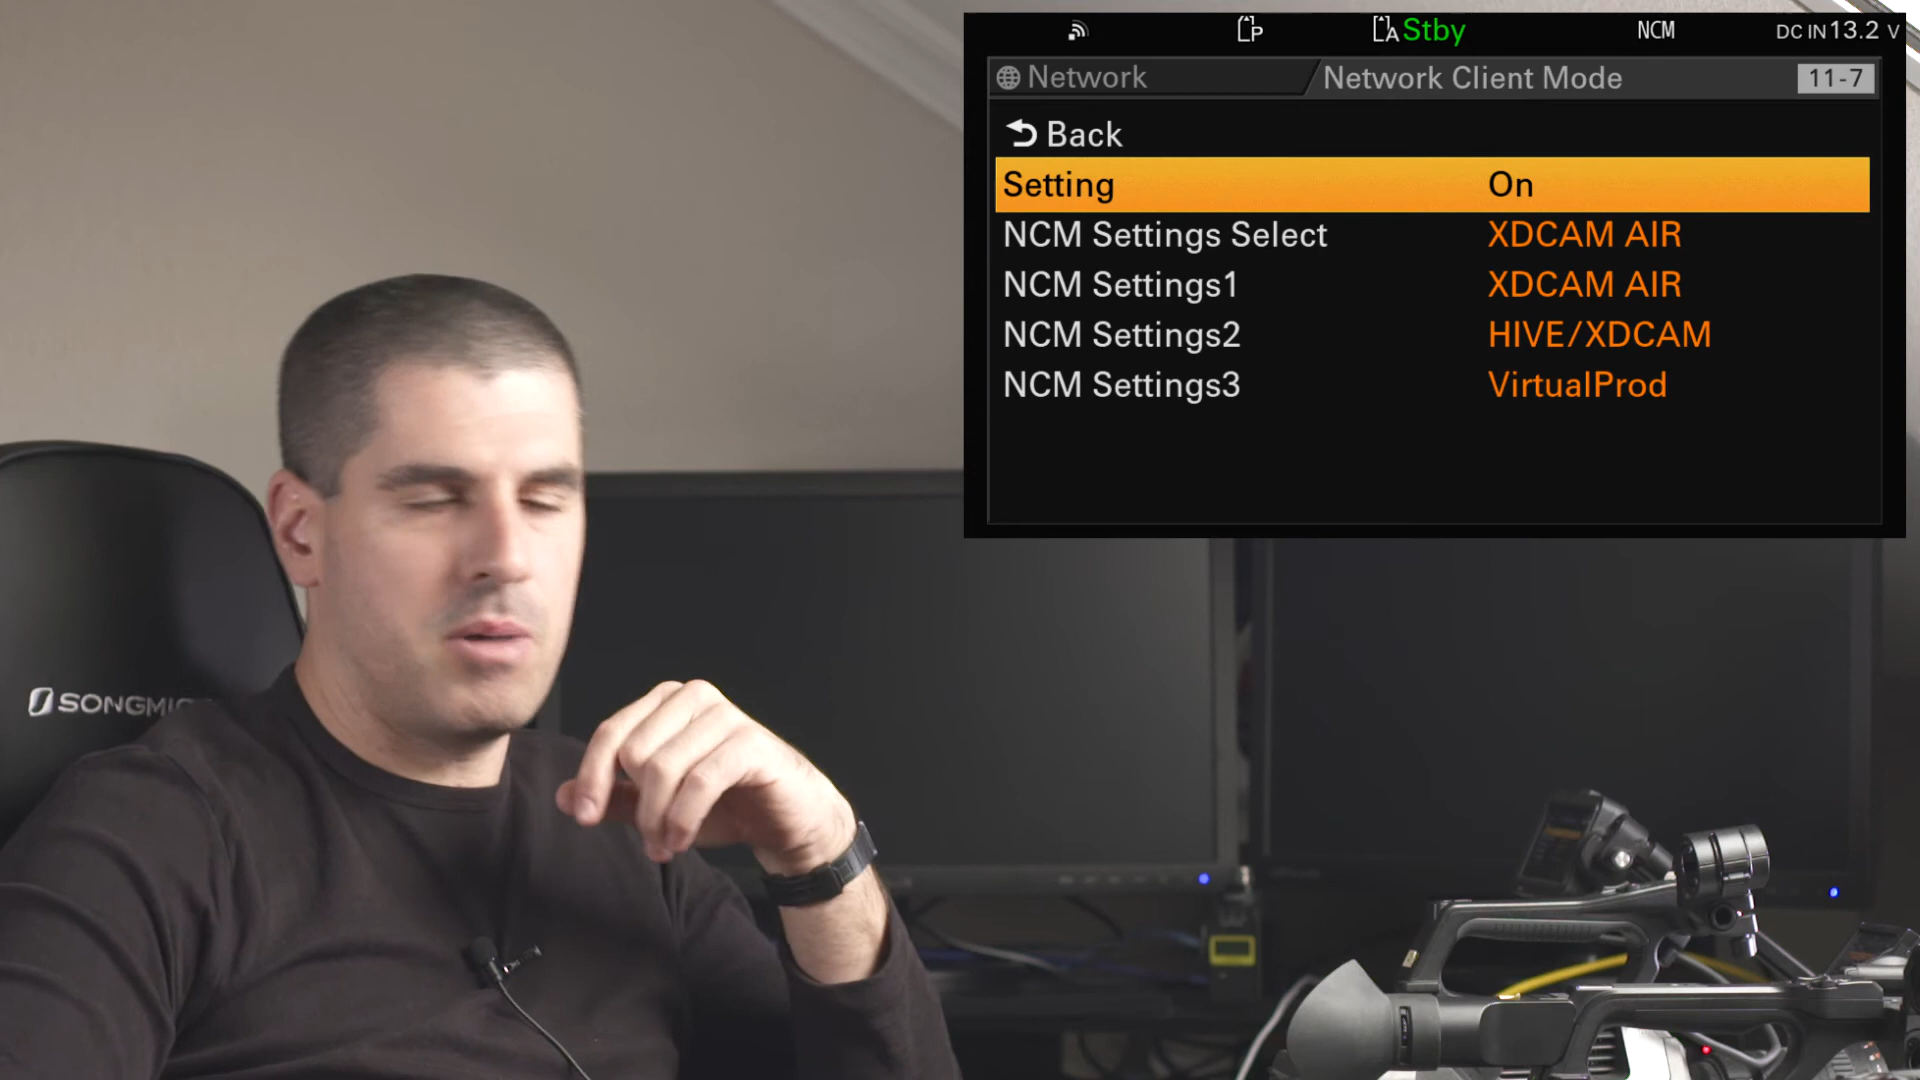 P A Stby NCM DC IN 13.2 V
Network Network Client Mode 11-7
Back
Setting On
NCM Settings Select XDCAM AIR
NCM Settings1 XDCAM AIR
NCM Settings2 HIVE/XDCAM
NCM Settings3 VirtualProd
SONGMIC